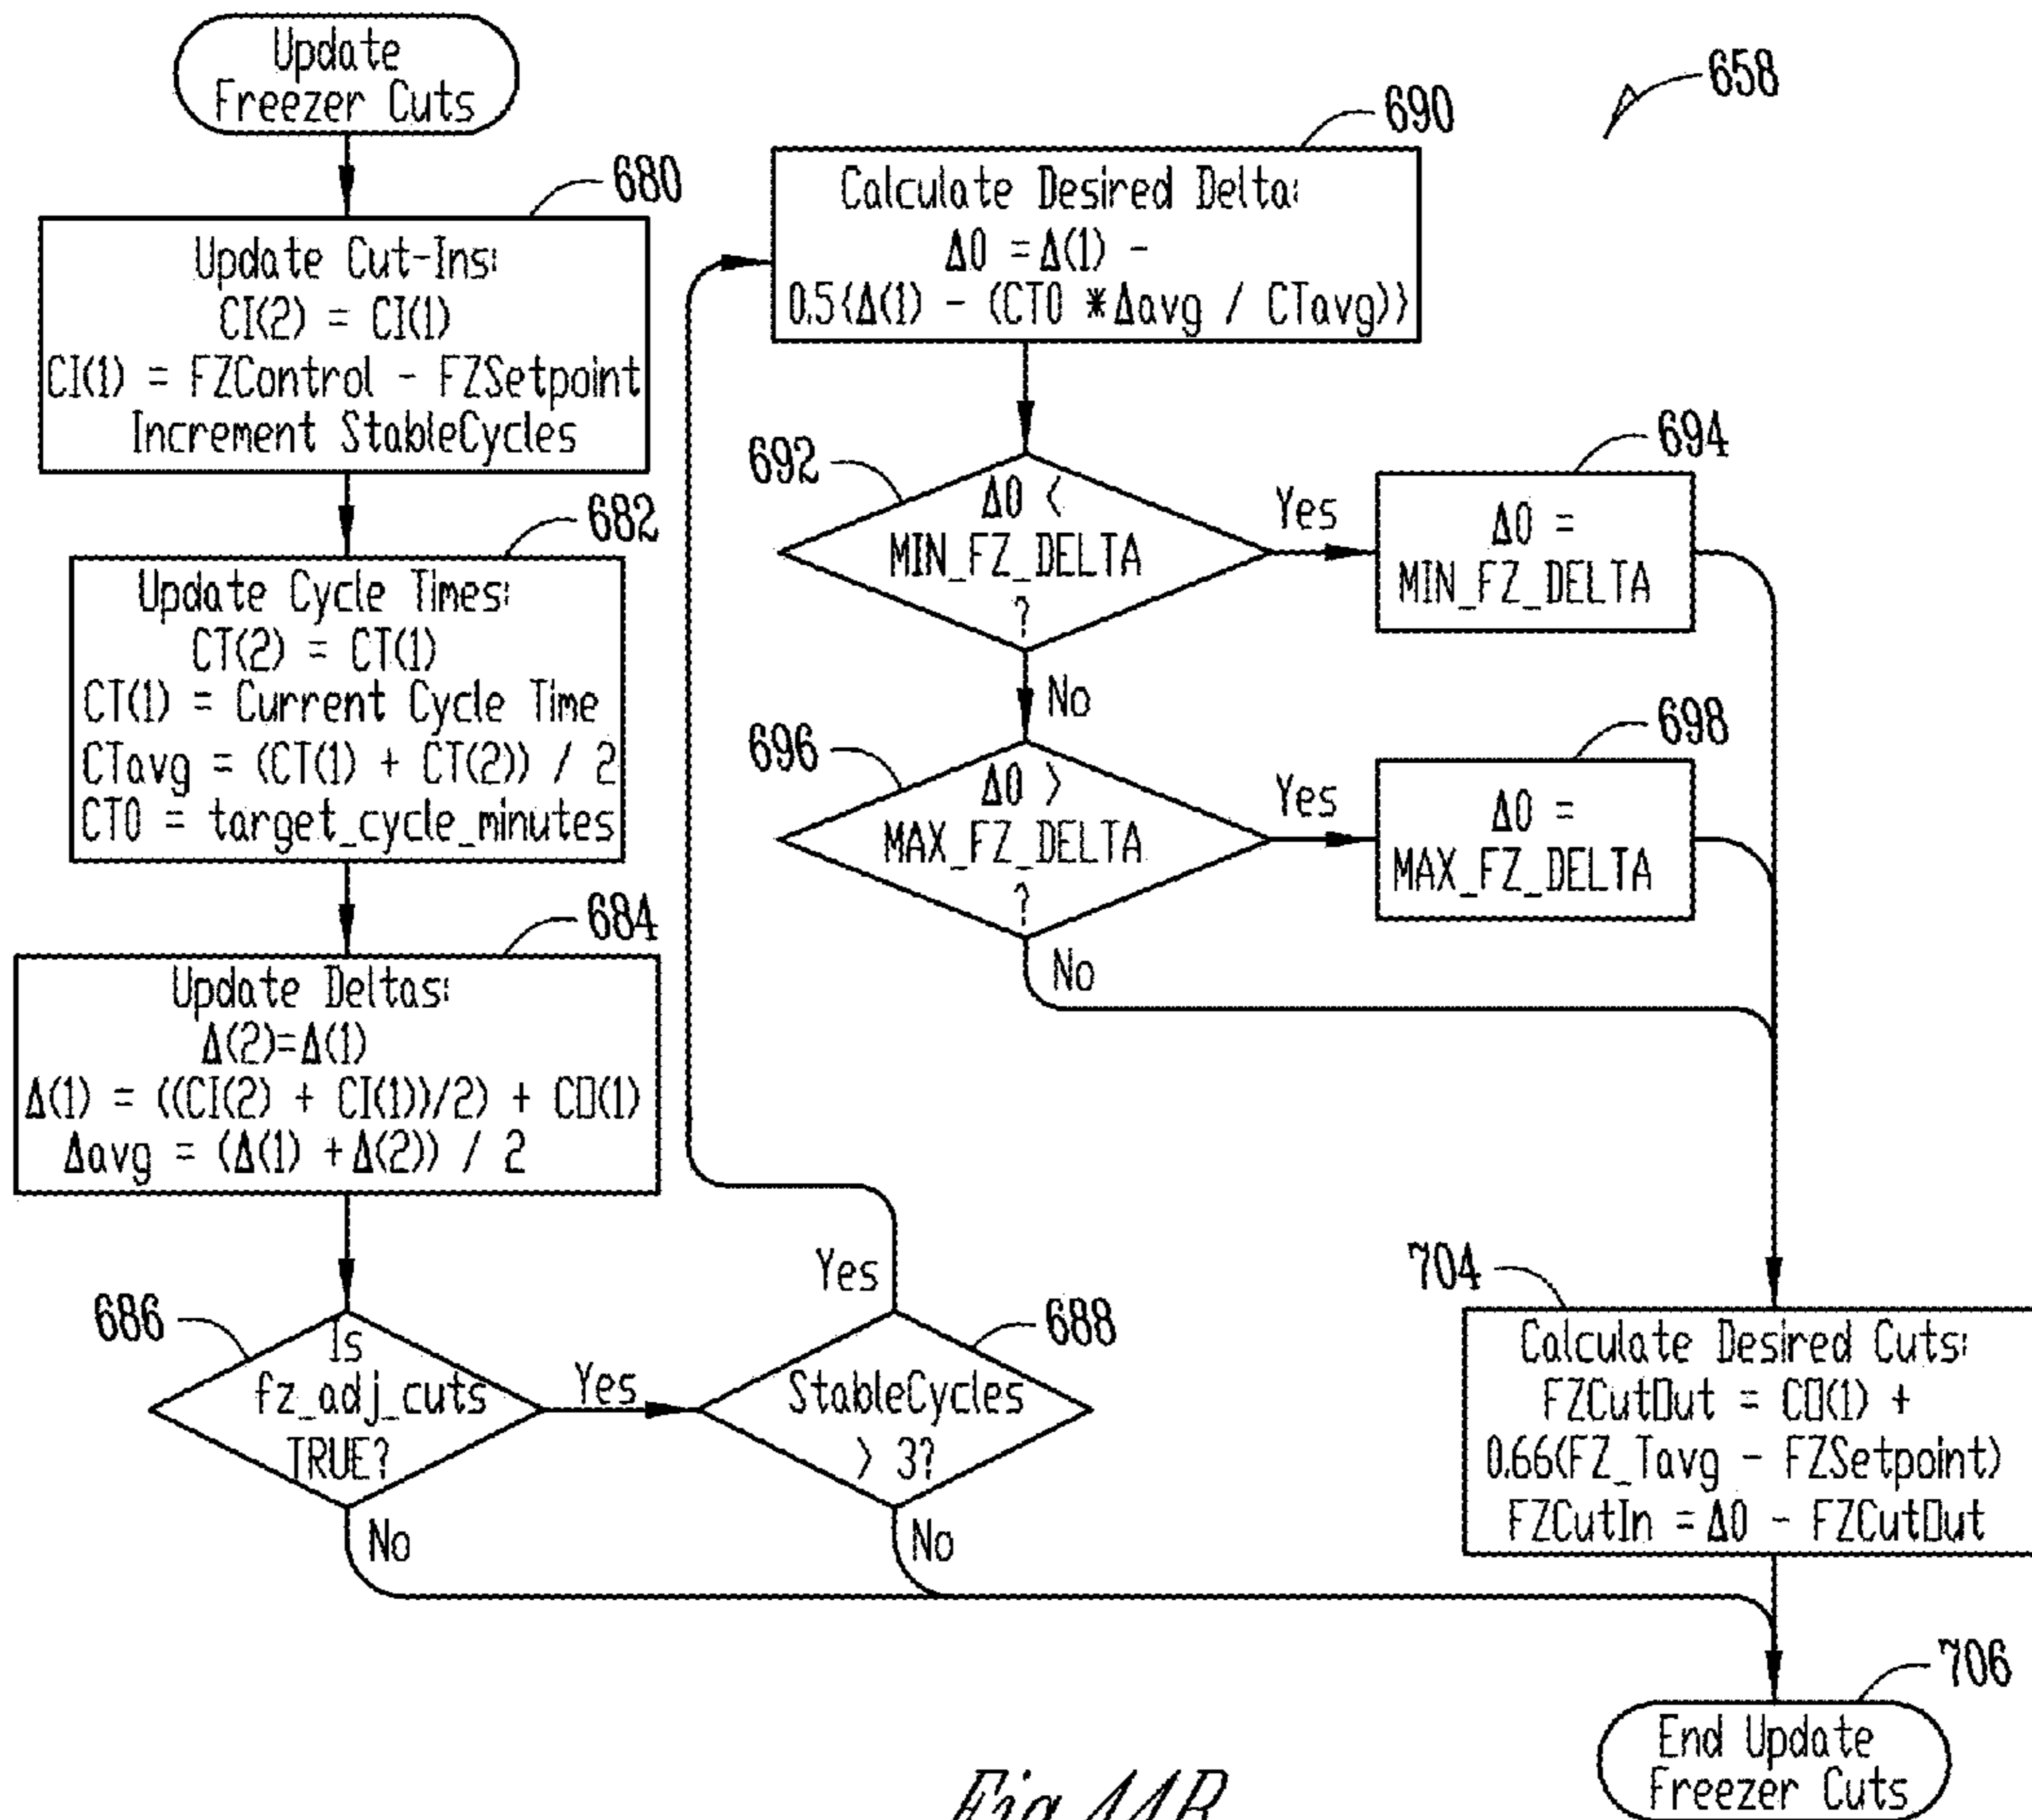 Update
Freezer Cuts
680
Update Cut-Ins:
CI(2) = CI(1)
CI(1) = FZControl - FZSetpoint
Increment StableCycles
682
Update Cycle Times:
CT(2) = CT(1)
CT(1) = Current Cycle Time
CTavg = (CT(1) + CT(2)) / 2
CT0 = target_cycle_minutes
684
Update Deltas:
Δ(2)=Δ(1)
Δ(1) = ((CI(2) + CI(1))/2) + CO(1)
Δavg = (Δ(1) +Δ(2)) / 2
686
Is
fz_adj_cuts
TRUE?
Yes
No
688
StableCycles
> 3?
Yes
No
658
690
Calculate Desired Delta:
Δ0 =Δ(1) -
0.5{Δ(1) - (CT0 *Δavg / CTavg)}
692
Δ0 <
MIN_FZ_DELTA
?
Yes
No
694
Δ0 =
MIN_FZ_DELTA
696
Δ0 >
MAX_FZ_DELTA
?
Yes
No
698
Δ0 =
MAX_FZ_DELTA
704
Calculate Desired Cuts:
FZCutOut = CO(1) +
0.66(FZ_Tavg - FZSetpoint)
FZCutIn =Δ0 - FZCutOut
706
End Update
Freezer Cuts
Fig.44B